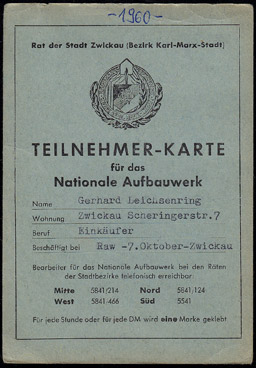 -1960-
Rat der Stadt Zwickau (Bezirk Karl-Marx-Stadt)
TEILNEHMER-KARTE
für das
Nationale Aufbauwerk
Name Gerhard Leichsenring
Wohnung Zwickau Scheringerstr.7
Beruf Einkäufer
Beschäftigt bei Raw -7.Oktober-Zwickau
Bearbeiter für das Nationale Aufbauwerk bei den Räten
der Stadtbezirke telefonisch erreichbar:
Mitte 5841/214 Nord 5841/124
West 5841/466 Süd 5541
Für jede Stunde oder für jede DM wird eine Marke geklebt